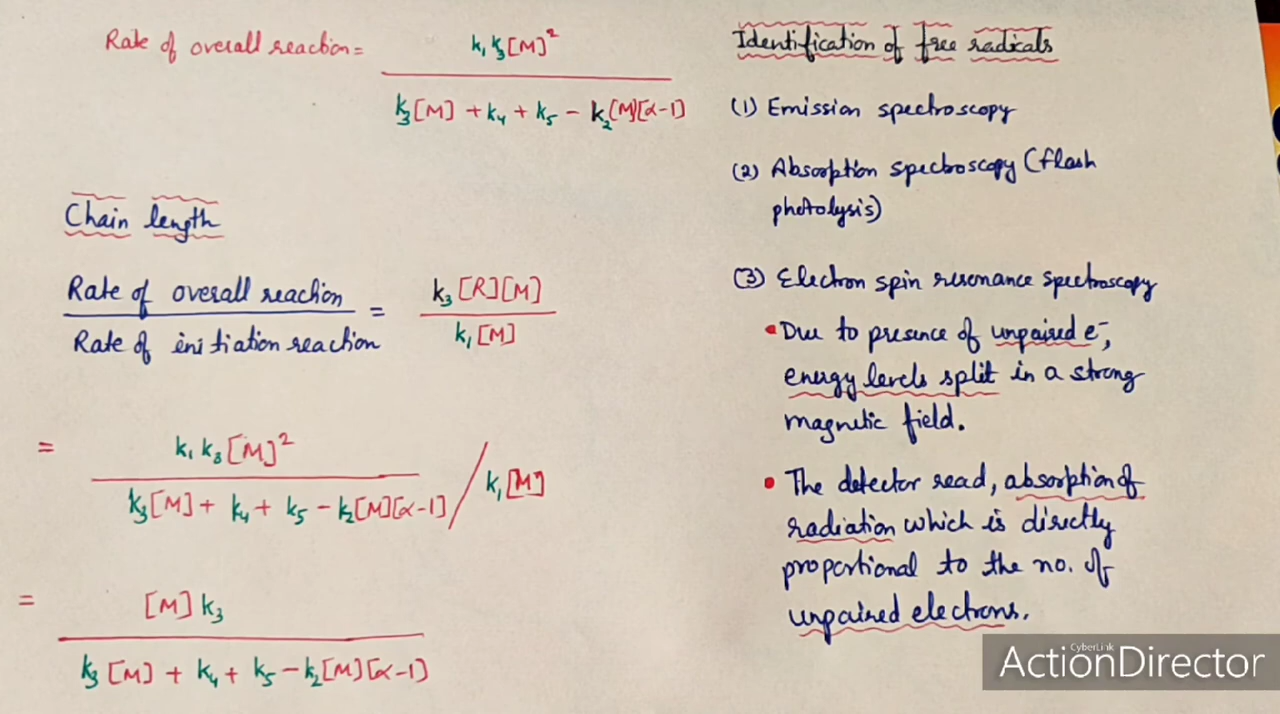 Rate of overall reaction = k₁k₃[M]²
k₃[M] + k₄ + k₅ - k₂[M][α-1]
Chain length
Rate of overall reaction = k₃[R][M]
Rate of initiation reaction k₁[M]
= k₁k₃[M]²
k₃[M] + k₄ + k₅ - k₂[M][α-1] / k₁[M]
= [M]k₃
k₃[M] + k₄ + k₅ - k₂[M][α-1]
Identification of free radicals
(1) Emission spectroscopy
(2) Absorption spectroscopy (flash
photolysis)
(3) Electron spin resonance spectroscopy
• Due to presence of unpaired e⁻,
energy levels split in a strong
magnetic field.
• The detector read, absorption of
radiation which is directly
proportional to the no. of
unpaired electrons.
CyberLink
ActionDirector